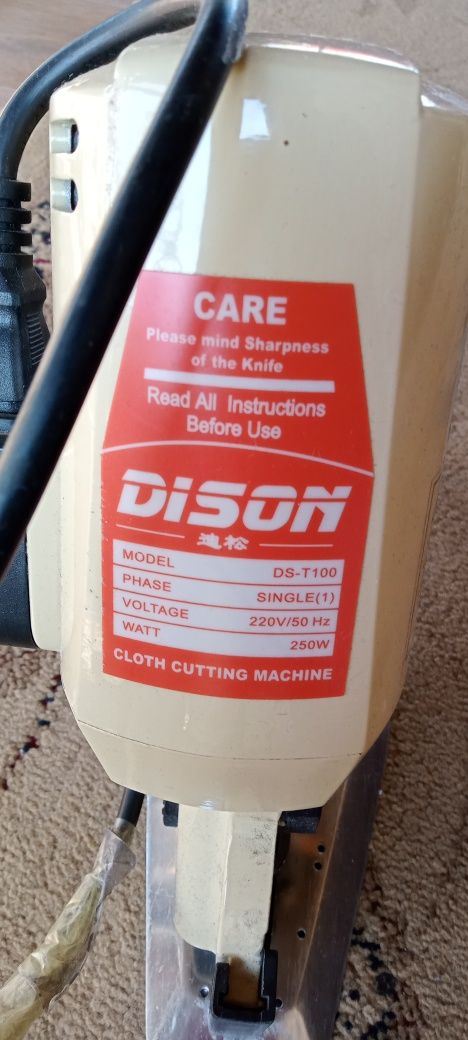 CARE
Please mind Sharpness
of the Knife
Read All Instructions
Before Use
DiSON
迪松
MODEL DS-T100
PHASE SINGLE(1)
VOLTAGE 220V/50 Hz
WATT 250W
CLOTH CUTTING MACHINE